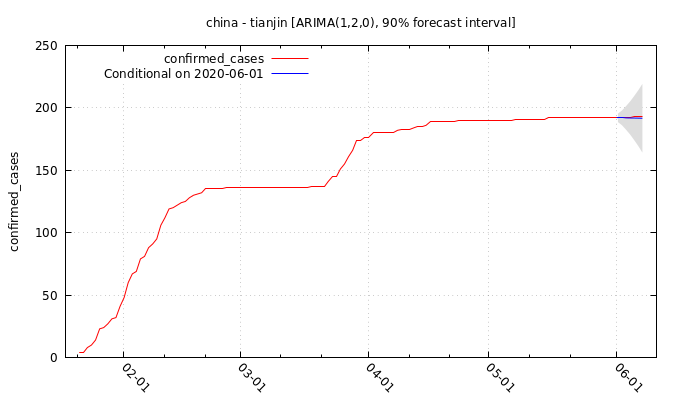 china - tianjin [ARIMA(1,2,0), 90% forecast interval]
confirmed_cases
Conditional on 2020-06-01
confirmed_cases
250
200
150
100
50
0
02-01
03-01
04-01
05-01
06-01